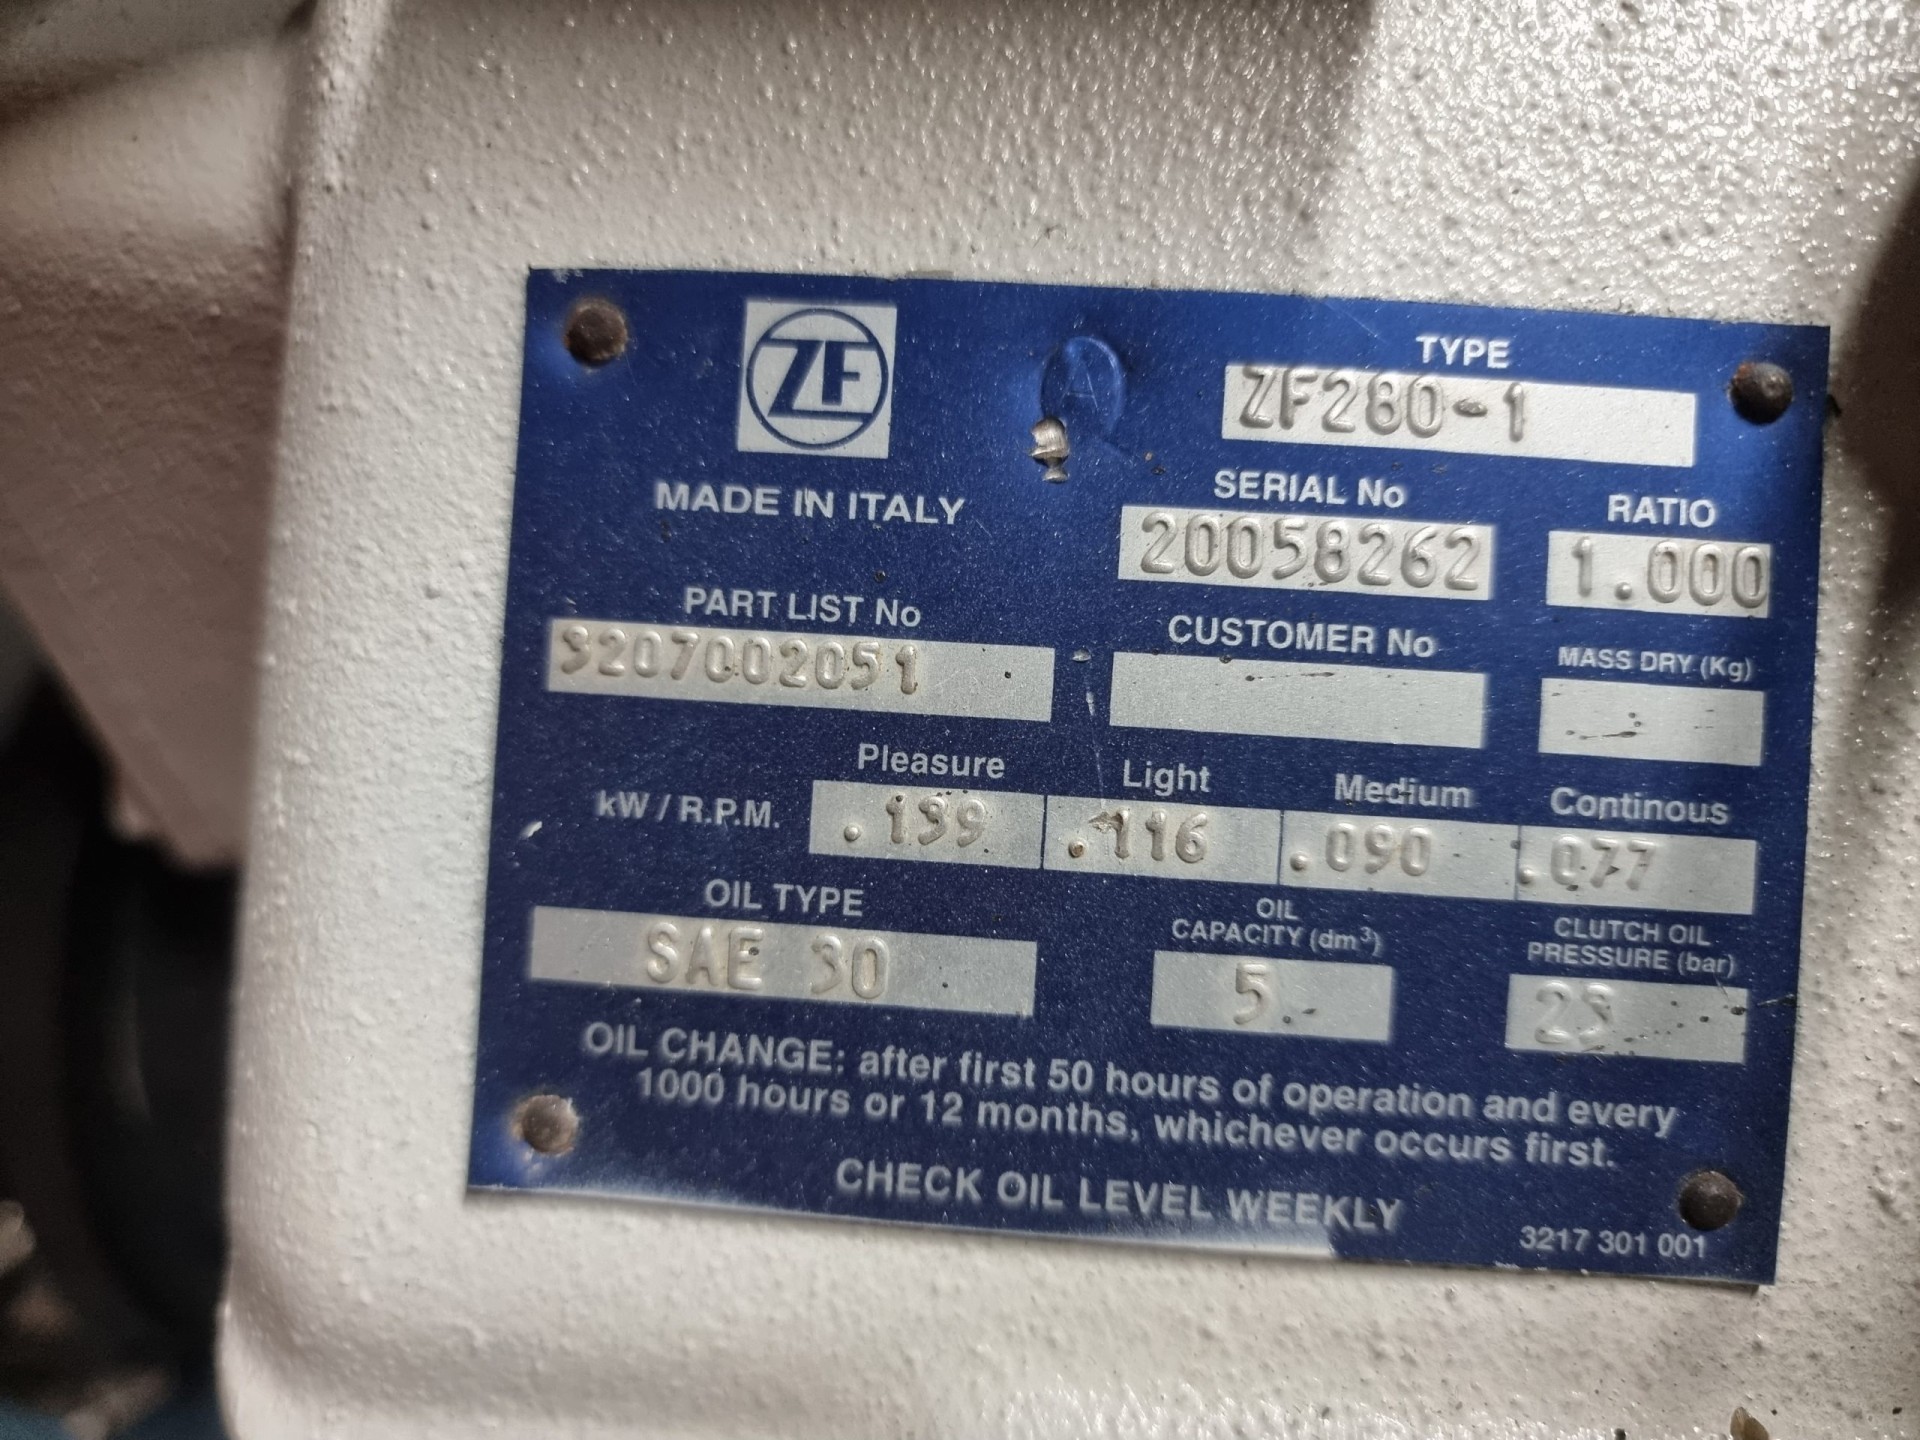 ZF
A
TYPE
ZF280-1
MADE IN ITALY
SERIAL No
RATIO
20058262
1.000
PART LIST No
CUSTOMER No
MASS DRY (Kg)
3207002051
Pleasure
Light
Medium
Continous
kW / R.P.M.
.139
.116
.090
.077
OIL TYPE
OIL
CAPACITY (dm³)
CLUTCH OIL
PRESSURE (bar)
SAE 30
5
23
OIL CHANGE: after first 50 hours of operation and every
1000 hours or 12 months, whichever occurs first.
CHECK OIL LEVEL WEEKLY
3217 301 001